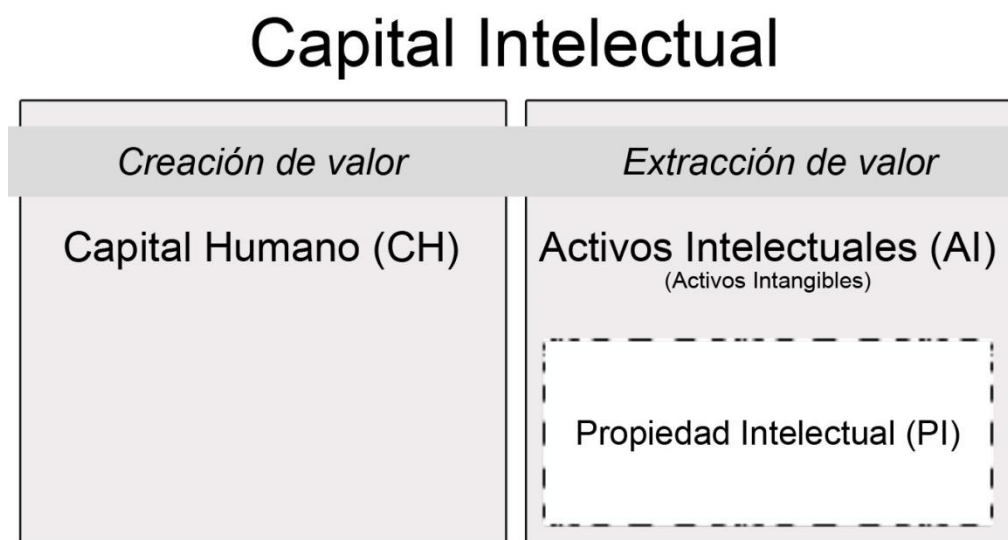 Capital Intelectual
Creación de valor
Extracción de valor
Capital Humano (CH)
Activos Intelectuales (AI)
(Activos Intangibles)
Propiedad Intelectual (PI)